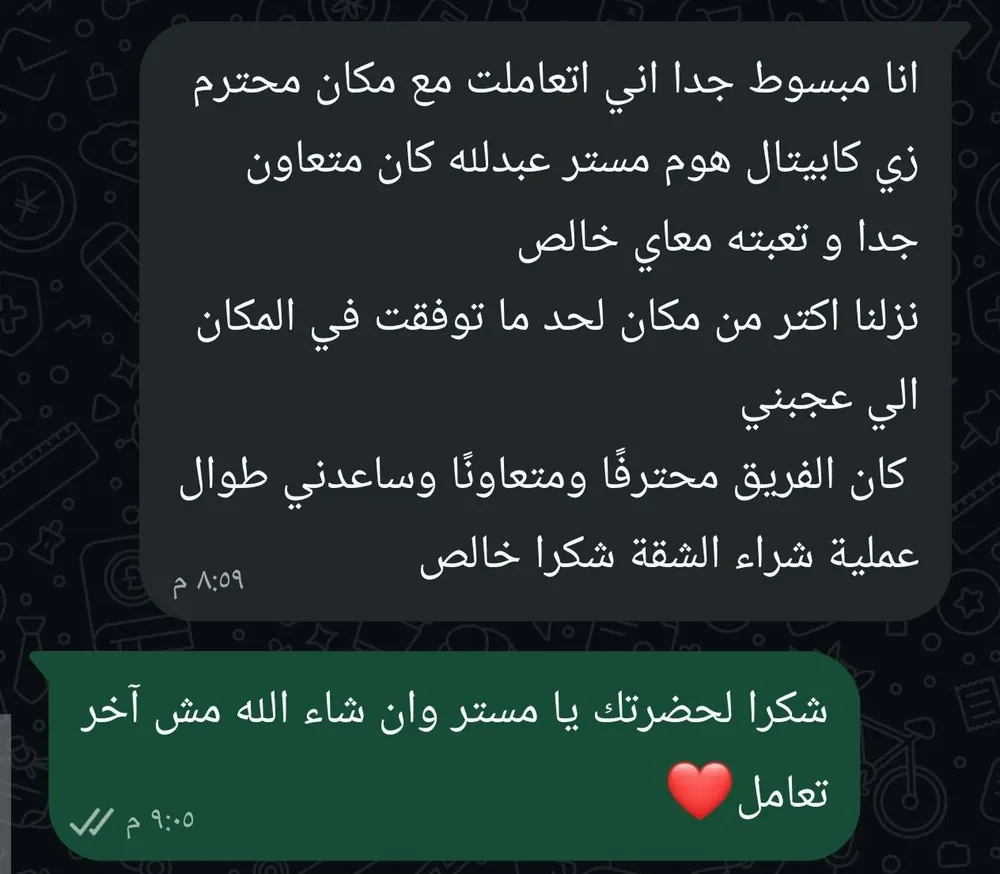 انا مبسوط جدا اني اتعاملت مع مكان محترم
زي كابيتال هوم مستر عبدلله كان متعاون
جدا و تعبته معاي خالص
نزلنا اكتر من مكان لحد ما توفقت في المكان
الي عجبني
كان الفريق محترفًا ومتعاونًا وساعدني طوال
عملية شراء الشقة شكرا خالص
٨:٥٩ م
شكرا لحضرتك يا مستر وان شاء الله مش آخر
تعامل❤️
٩:٠٥ م